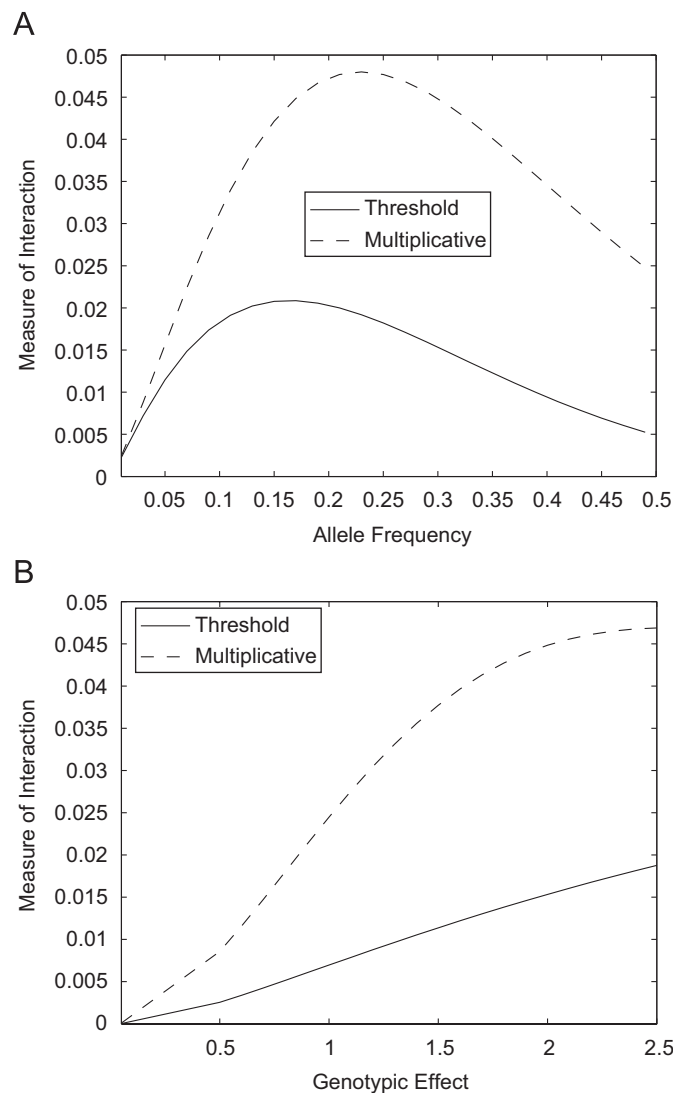 A
0.05
0.045
0.04
0.035
0.03
0.025
0.02
0.015
0.01
0.005
0
Measure of Interaction
Threshold
Multiplicative
0.05 0.1 0.15 0.2 0.25 0.3 0.35 0.4 0.45 0.5
Allele Frequency
B
0.05
0.045
0.04
0.035
0.03
0.025
0.02
0.015
0.01
0.005
0
Measure of Interaction
Threshold
Multiplicative
0.5 1 1.5 2 2.5
Genotypic Effect